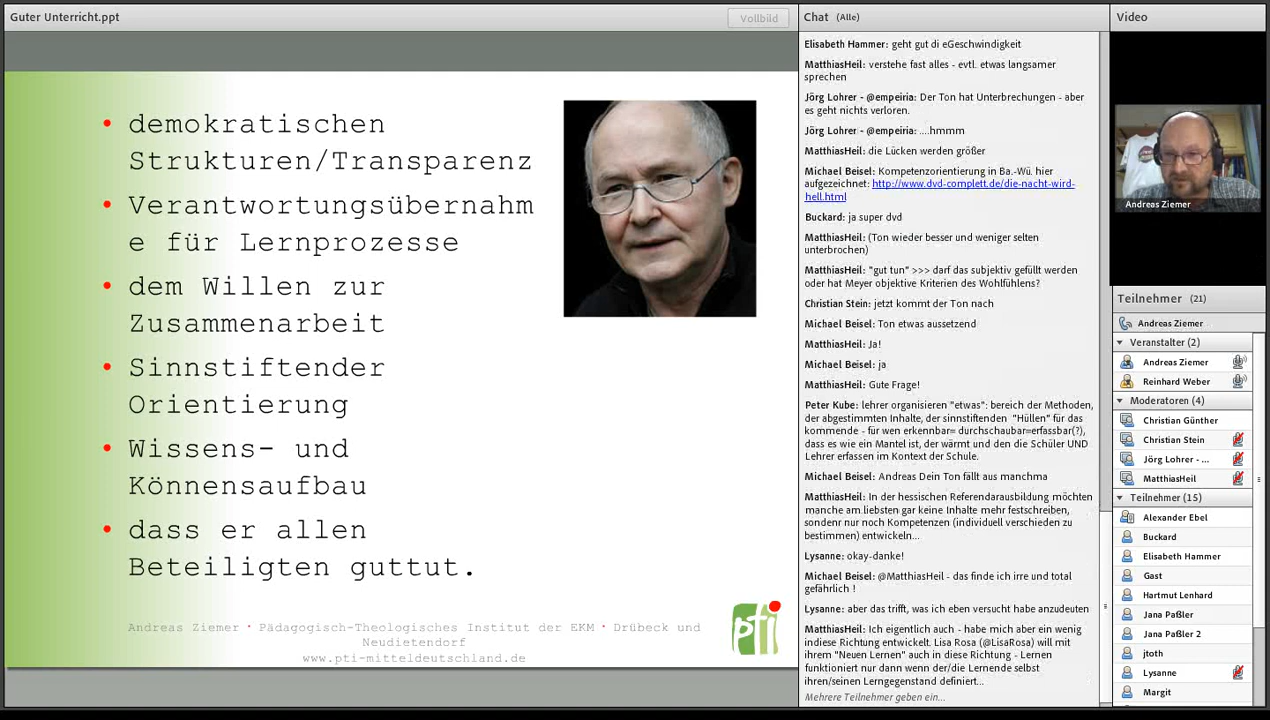 Guter Unterricht.ppt
Vollbild
• demokratischen
Strukturen/Transparenz
• Verantwortungsübernahm
e für Lernprozesse
• dem Willen zur
Zusammenarbeit
• Sinnstiftender
Orientierung
• Wissens- und
Könnensaufbau
• dass er allen
Beteiligten guttut.
Andreas Ziemer • Pädagogisch-Theologisches Institut der EKM • Drübeck und
Neudietendorf
www.pti-mitteldeutschland.de
pti
Chat (Alle)
Elisabeth Hammer: geht gut di eGeschwindigkeit
MatthiasHeil: verstehe fast alles - evtl. etwas langsamer
sprechen
Jörg Lohrer - @empeiria: Der Ton hat Unterbrechungen - aber
es geht nichts verloren.
Jörg Lohrer - @empeiria: ....hmmm
MatthiasHeil: die Lücken werden größer
Michael Beisel: Kompetenzorientierung in Ba.-Wü. hier
aufgezeichnet: http://www.dvd-complett.de/die-nacht-wird-
hell.html
Buckard: ja super dvd
MatthiasHeil: (Ton wieder besser und weniger selten
unterbrochen)
MatthiasHeil: "gut tun" >>> darf das subjektiv gefüllt werden
oder hat Meyer objektive Kriterien des Wohlfühlens?
Christian Stein: jetzt kommt der Ton nach
Michael Beisel: Ton etwas aussetzend
MatthiasHeil: Ja!
Michael Beisel: ja
MatthiasHeil: Gute Frage!
Peter Kube: lehrer organisieren "etwas": bereich der Methoden,
der abgestimmten Inhalte, der sinnstiftenden "Hüllen" für das
kommende - für wen erkennbar= durchschaubar=erfassbar(?),
dass es wie ein Mantel ist, der wärmt und den die Schüler UND
Lehrer erfassen im Kontext der Schule.
Michael Beisel: Andreas Dein Ton fällt aus manchma
MatthiasHeil: In der hessischen Referendarausbildung möchten
manche am liebsten gar keine Inhalte mehr festschreiben,
sondenr nur noch Kompetenzen (individuell verschieden zu
bestimmen) entwickeln...
Lysanne: okay-danke!
Michael Beisel: @MatthiasHeil - das finde ich irre und total
gefährlich !
Lysanne: aber das trifft, was ich eben versucht habe anzudeuten
MatthiasHeil: Ich eigentlich auch - habe mich aber ein wenig
indiese Richtung entwickelt. Lisa Rosa (@LisaRosa) will mit
ihrem "Neuen Lernen" auch in diese Richtung - Lernen
funktioniert nur dann wenn der/die Lernende selbst
ihren/seinen Lerngegenstand definiert...
Mehrere Teilnehmer geben ein...
Video
Andreas Ziemer
Teilnehmer (21)
Andreas Ziemer
Veranstalter (2)
Andreas Ziemer
Reinhard Weber
Moderatoren (4)
Christian Günther
Christian Stein
Jörg Lohrer - ...
MatthiasHeil
Teilnehmer (15)
Alexander Ebel
Buckard
Elisabeth Hammer
Gast
Hartmut Lenhard
Jana Paßler
Jana Paßler 2
jtoth
Lysanne
Margit